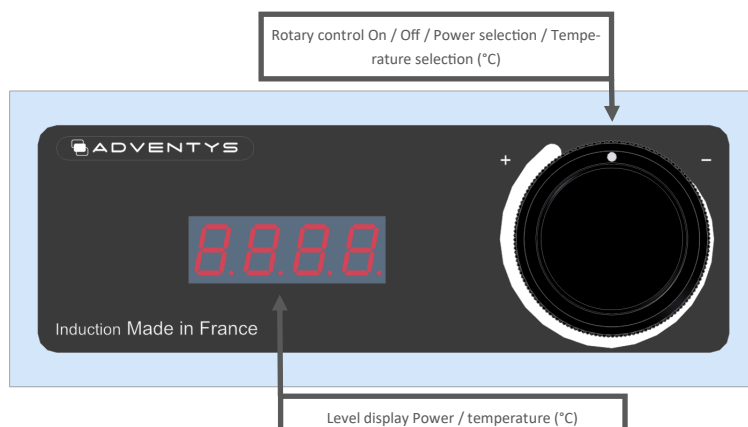 Rotary control On / Off / Power selection / Tempe-
rature selection (°C)
ADVENTYS
+
-
8.8.8.8.
Induction Made in France
Level display Power / temperature (°C)